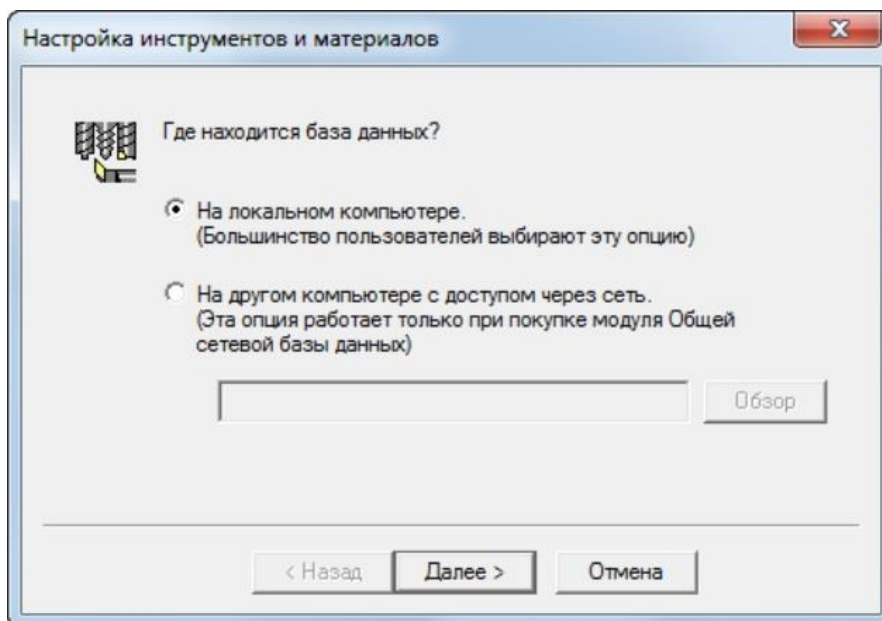 Настройка инструментов и материалов
Где находится база данных?
На локальном компьютере.
(Большинство пользователей выбирают эту опцию)
На другом компьютере с доступом через сеть.
(Эта опция работает только при покупке модуля Общей
сетевой базы данных)
Обзор
< Назад
Далее >
Отмена